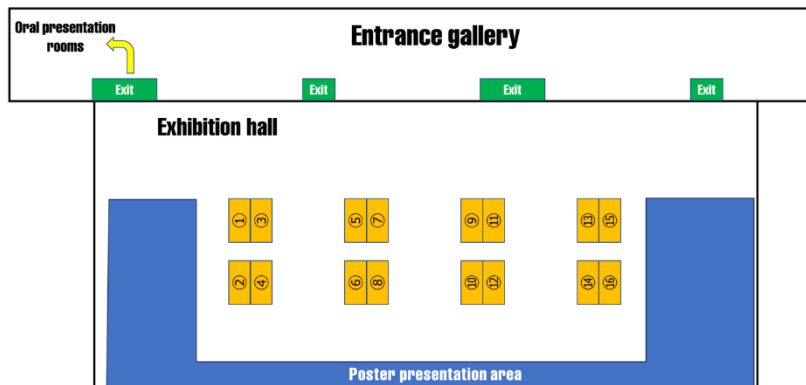 Oral presentation
rooms
Entrance gallery
Exit Exit Exit Exit
Exhibition hall
① ③ ⑤ ⑦ ⑨ ⑪ ⑬ ⑮
② ④ ⑥ ⑧ ⑩ ⑫ ⑭ ⑯
Poster presentation area